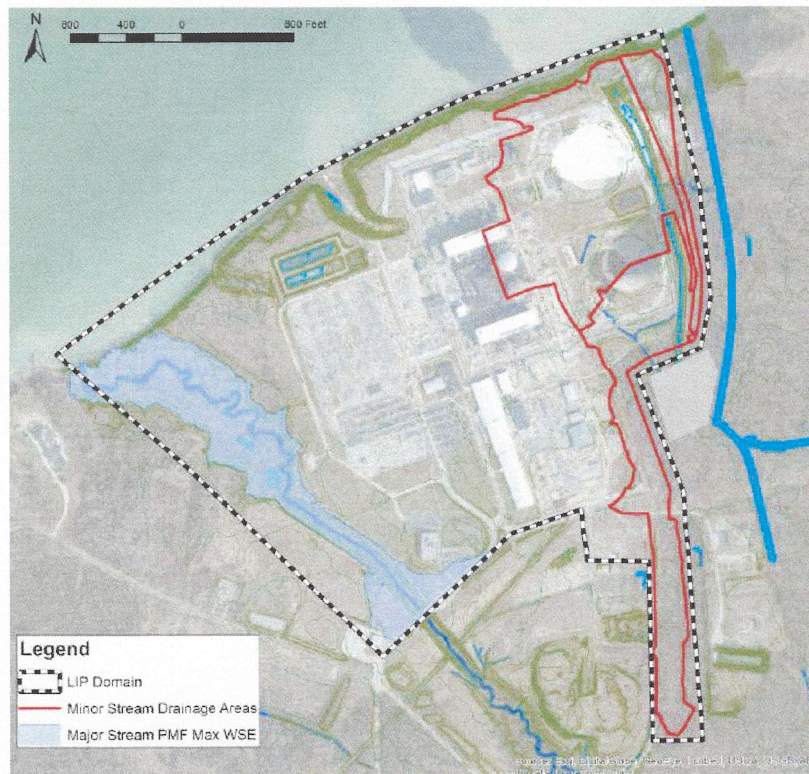 N
800 400 0 800 Feet
Legend
LIP Domain
Minor Stream Drainage Areas
Major Stream PMF Max WSE